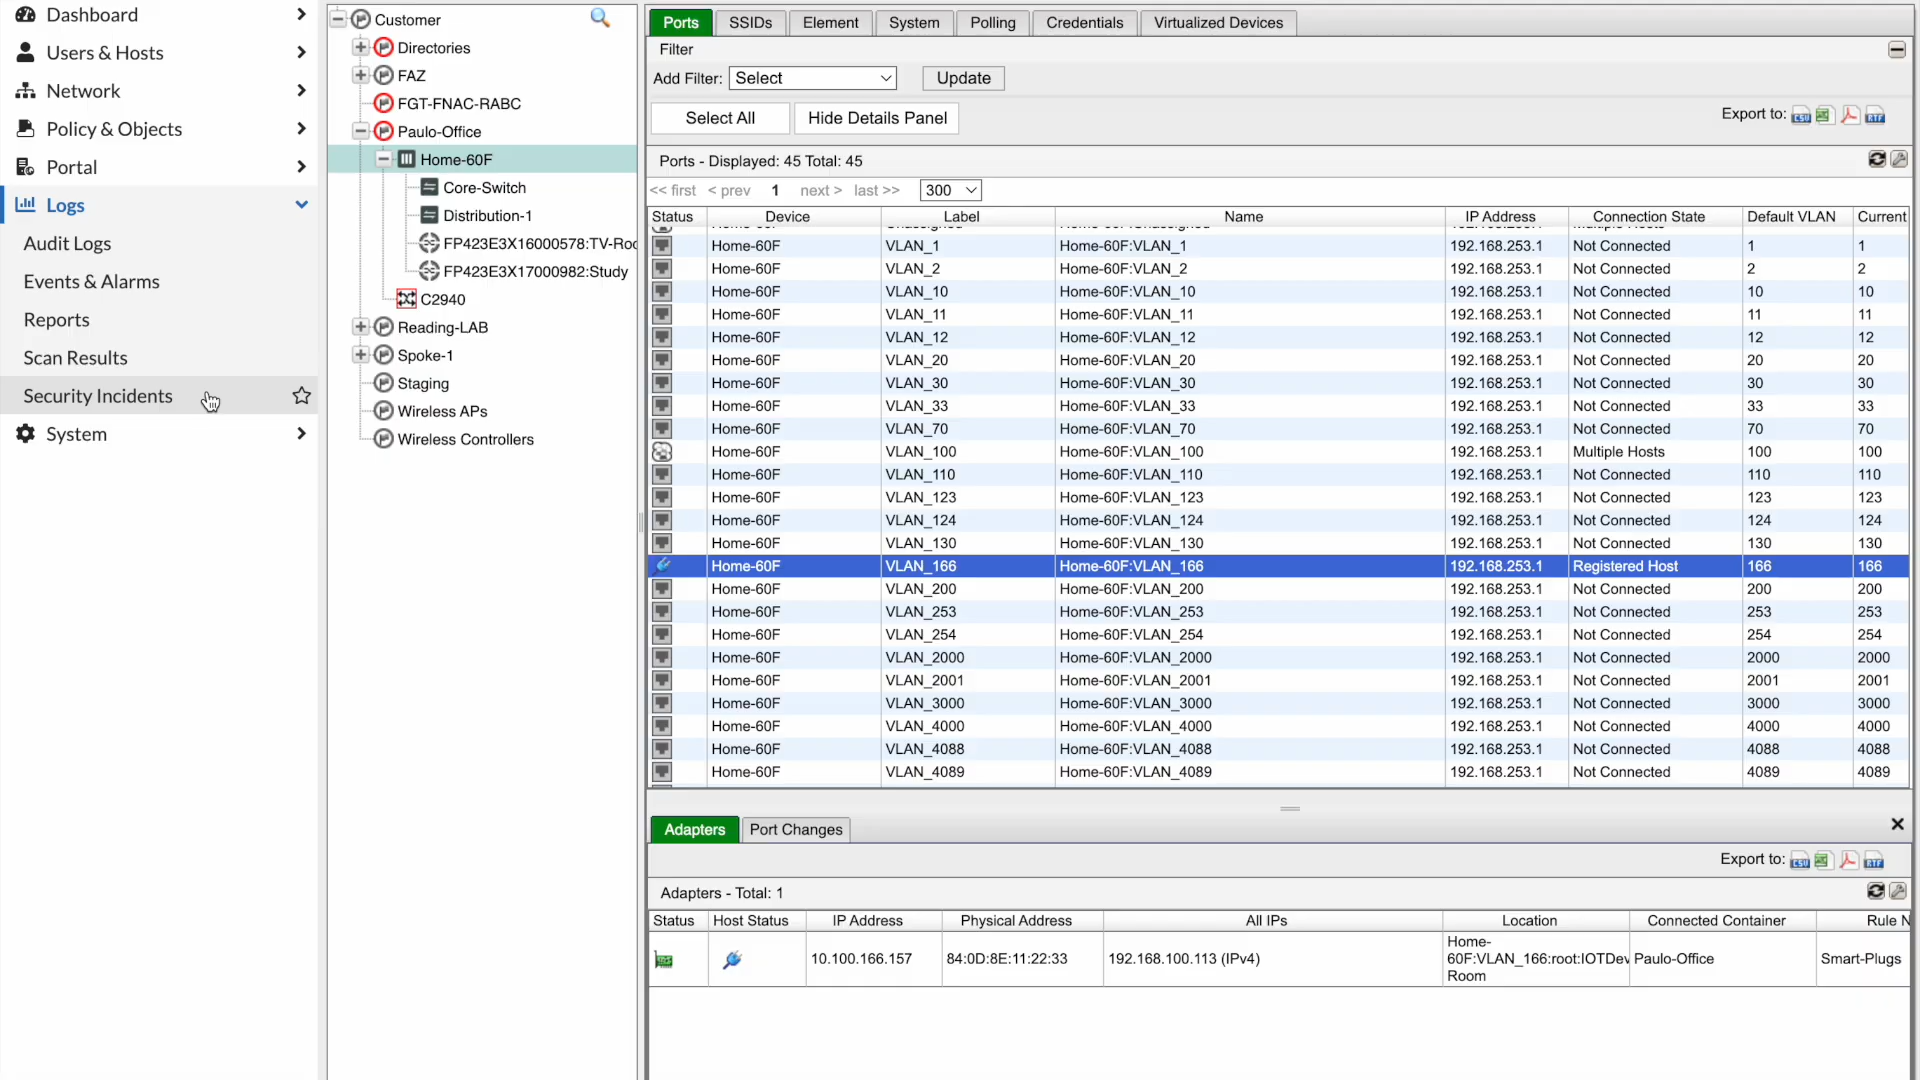 Dashboard
Users & Hosts
Network
Policy & Objects
Portal
Logs
Audit Logs
Events & Alarms
Reports
Scan Results
Security Incidents
System
Customer
Directories
FAZ
FGT-FNAC-RABC
Paulo-Office
Home-60F
Core-Switch
Distribution-1
FP423E3X16000578:TV-Roo
FP423E3X17000982:Study
C2940
Reading-LAB
Spoke-1
Staging
Wireless APs
Wireless Controllers
Ports SSIDs Element System Polling Credentials Virtualized Devices
Filter
Add Filter: Select Update
Select All Hide Details Panel
Export to: CSV PDF RTF
Ports - Displayed: 45 Total: 45
<< first < prev 1 next > last >> 300
Status Device Label Name IP Address Connection State Default VLAN Current
Home-60F VLAN_1 Home-60F:VLAN_1 192.168.253.1 Not Connected 1 1
Home-60F VLAN_2 Home-60F:VLAN_2 192.168.253.1 Not Connected 2 2
Home-60F VLAN_10 Home-60F:VLAN_10 192.168.253.1 Not Connected 10 10
Home-60F VLAN_11 Home-60F:VLAN_11 192.168.253.1 Not Connected 11 11
Home-60F VLAN_12 Home-60F:VLAN_12 192.168.253.1 Not Connected 12 12
Home-60F VLAN_20 Home-60F:VLAN_20 192.168.253.1 Not Connected 20 20
Home-60F VLAN_30 Home-60F:VLAN_30 192.168.253.1 Not Connected 30 30
Home-60F VLAN_33 Home-60F:VLAN_33 192.168.253.1 Not Connected 33 33
Home-60F VLAN_70 Home-60F:VLAN_70 192.168.253.1 Not Connected 70 70
Home-60F VLAN_100 Home-60F:VLAN_100 192.168.253.1 Multiple Hosts 100 100
Home-60F VLAN_110 Home-60F:VLAN_110 192.168.253.1 Not Connected 110 110
Home-60F VLAN_123 Home-60F:VLAN_123 192.168.253.1 Not Connected 123 123
Home-60F VLAN_124 Home-60F:VLAN_124 192.168.253.1 Not Connected 124 124
Home-60F VLAN_130 Home-60F:VLAN_130 192.168.253.1 Not Connected 130 130
Home-60F VLAN_166 Home-60F:VLAN_166 192.168.253.1 Registered Host 166 166
Home-60F VLAN_200 Home-60F:VLAN_200 192.168.253.1 Not Connected 200 200
Home-60F VLAN_253 Home-60F:VLAN_253 192.168.253.1 Not Connected 253 253
Home-60F VLAN_254 Home-60F:VLAN_254 192.168.253.1 Not Connected 254 254
Home-60F VLAN_2000 Home-60F:VLAN_2000 192.168.253.1 Not Connected 2000 2000
Home-60F VLAN_2001 Home-60F:VLAN_2001 192.168.253.1 Not Connected 2001 2001
Home-60F VLAN_3000 Home-60F:VLAN_3000 192.168.253.1 Not Connected 3000 3000
Home-60F VLAN_4000 Home-60F:VLAN_4000 192.168.253.1 Not Connected 4000 4000
Home-60F VLAN_4088 Home-60F:VLAN_4088 192.168.253.1 Not Connected 4088 4088
Home-60F VLAN_4089 Home-60F:VLAN_4089 192.168.253.1 Not Connected 4089 4089
Adapters Port Changes
Export to: CSV RTF
Adapters - Total: 1
Status Host Status IP Address Physical Address All IPs Location Connected Container Rule N
10.100.166.157 84:0D:8E:11:22:33 192.168.100.113 (IPv4) Home-
60F:VLAN_166:root:IOTDev Paulo-Office Smart-Plugs
Room